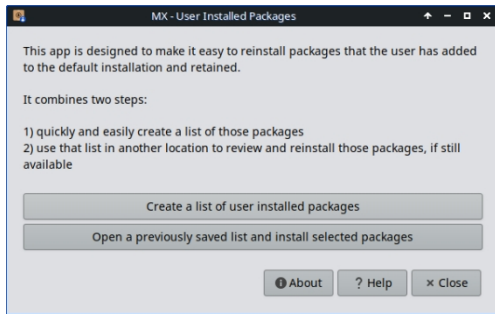 MX - User Installed Packages
This app is designed to make it easy to reinstall packages that the user has added
to the default installation and retained.
It combines two steps:
1) quickly and easily create a list of those packages
2) use that list in another location to review and reinstall those packages, if still
available
Create a list of user installed packages
Open a previously saved list and install selected packages
About ? Help × Close